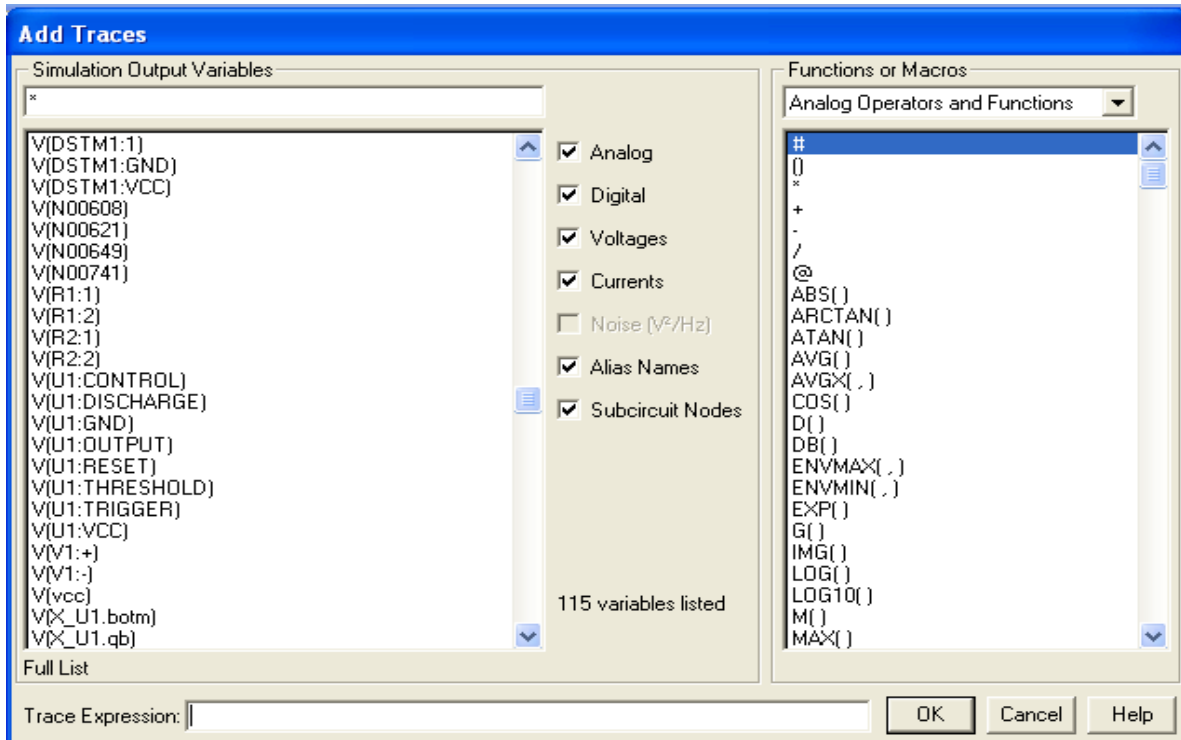 Add Traces
Simulation Output Variables
*
V(DSTM1:1)
V(DSTM1:GND)
V(DSTM1:VCC)
V(N00608)
V(N00621)
V(N00649)
V(N00741)
V(R1:1)
V(R1:2)
V(R2:1)
V(R2:2)
V(U1:CONTROL)
V(U1:DISCHARGE)
V(U1:GND)
V(U1:OUTPUT)
V(U1:RESET)
V(U1:THRESHOLD)
V(U1:TRIGGER)
V(U1:VCC)
V(V1:+)
V(V1:-)
V(vcc)
V(X_U1.botm)
V(X_U1.qb)
Full List
Analog
Digital
Voltages
Currents
Noise (V²/Hz)
Alias Names
Subcircuit Nodes
115 variables listed
Functions or Macros
Analog Operators and Functions
#
()
*
+
-
/
@
ABS( )
ARCTAN( )
ATAN( )
AVG( )
AVGX( , )
COS( )
D( )
DB( )
ENVMAX( , )
ENVMIN( , )
EXP( )
G( )
IMG( )
LOG( )
LOG10( )
M( )
MAX( )
Trace Expression:
OK
Cancel
Help